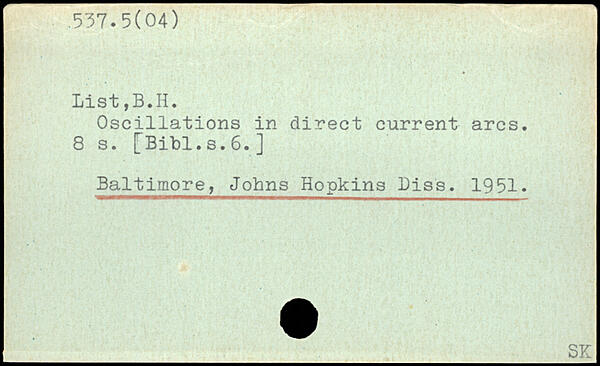 537.5(04)
List,B.H.
Oscillations in direct current arcs.
8 s. [Bibl.s.6.]
Baltimore, Johns Hopkins Diss. 1951.
SK